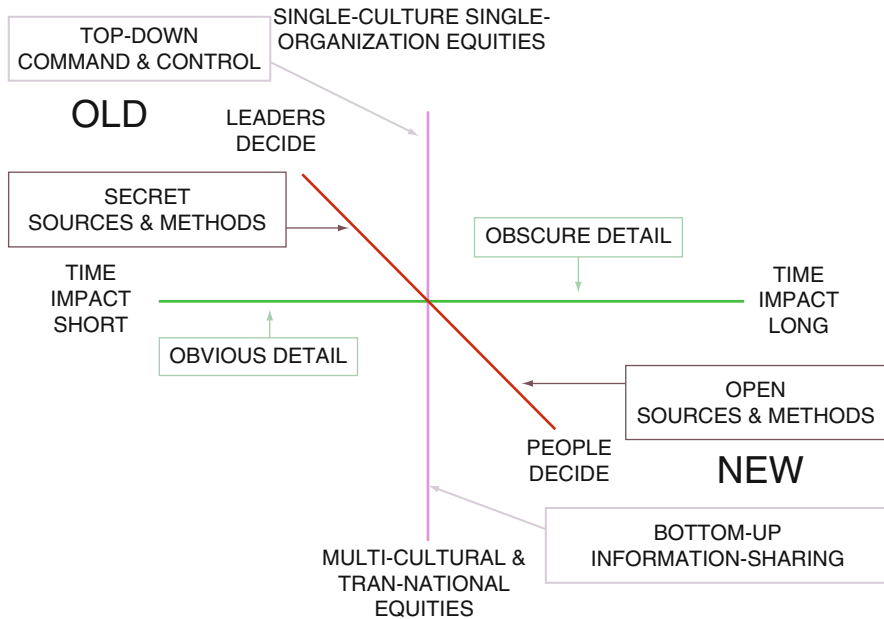 SINGLE-CULTURE SINGLE-
ORGANIZATION EQUITIES
TOP-DOWN
COMMAND & CONTROL
OLD
LEADERS
DECIDE
SECRET
SOURCES & METHODS
OBSCURE DETAIL
TIME
IMPACT
SHORT
TIME
IMPACT
LONG
OBVIOUS DETAIL
OPEN
SOURCES & METHODS
PEOPLE
DECIDE
NEW
BOTTOM-UP
INFORMATION-SHARING
MULTI-CULTURAL &
TRAN-NATIONAL
EQUITIES